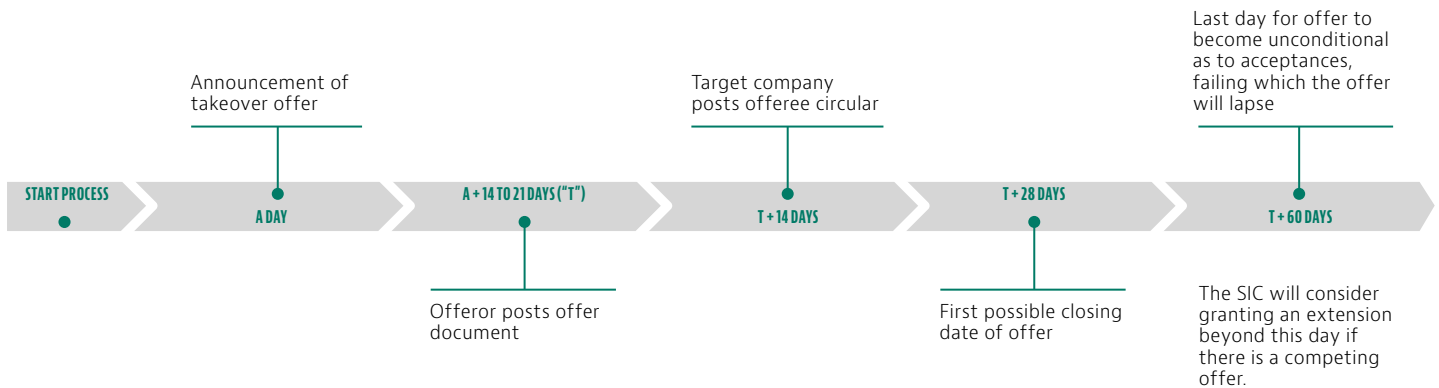 START PROCESS
Announcement of
takeover offer
A DAY
A + 14 TO 21 DAYS (“T”)
Offeror posts offer
document
Target company
posts offeree circular
T + 14 DAYS
T + 28 DAYS
First possible closing
date of offer
Last day for offer to
become unconditional
as to acceptances,
failing which the offer
will lapse
T + 60 DAYS
The SIC will consider
granting an extension
beyond this day if
there is a competing
offer.